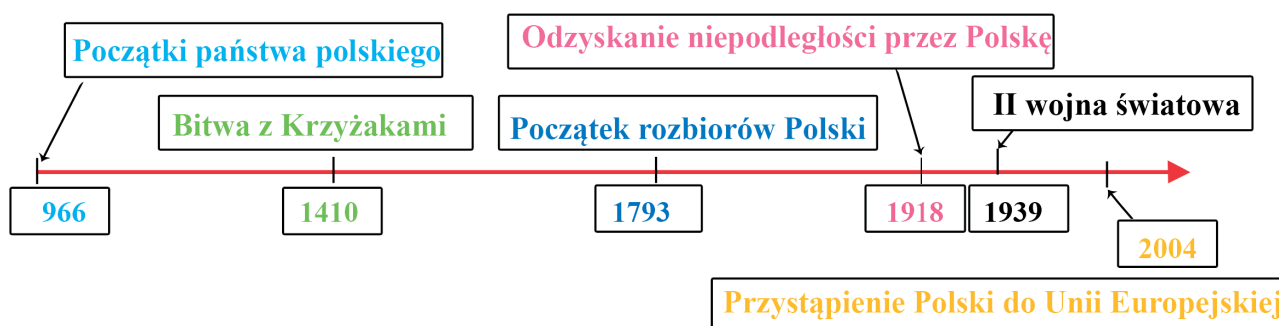 Początki państwa polskiego
Odzyskanie niepodległości przez Polskę
Bitwa z Krzyżakami
Początek rozbiorów Polski
II wojna światowa
966
1410
1793
1918
1939
2004
Przystąpienie Polski do Unii Europejskiej